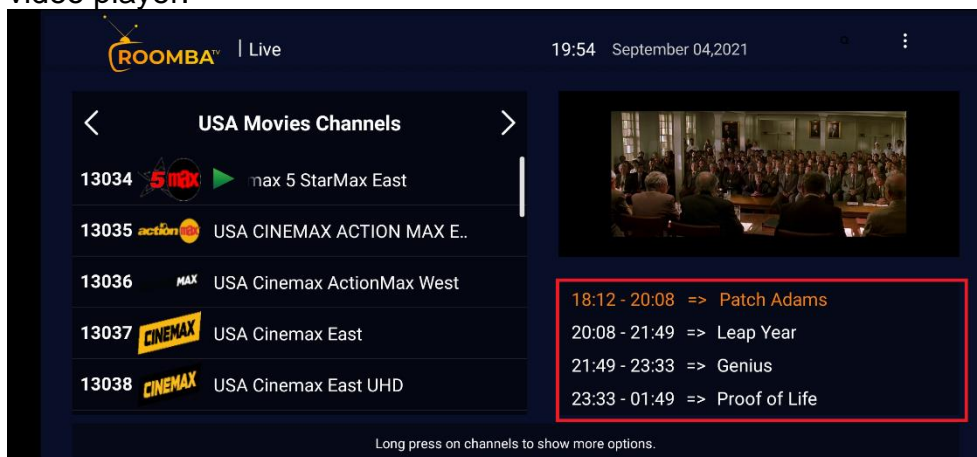 ROOMBA TV | Live
19:54 September 04,2021
USA Movies Channels
13034 5 max max 5 StarMax East
13035 action max USA CINEMAX ACTION MAX E..
13036 MAX USA Cinemax ActionMax West
13037 CINEMAX USA Cinemax East
13038 CINEMAX USA Cinemax East UHD
18:12 - 20:08 => Patch Adams
20:08 - 21:49 => Leap Year
21:49 - 23:33 => Genius
23:33 - 01:49 => Proof of Life
Long press on channels to show more options.